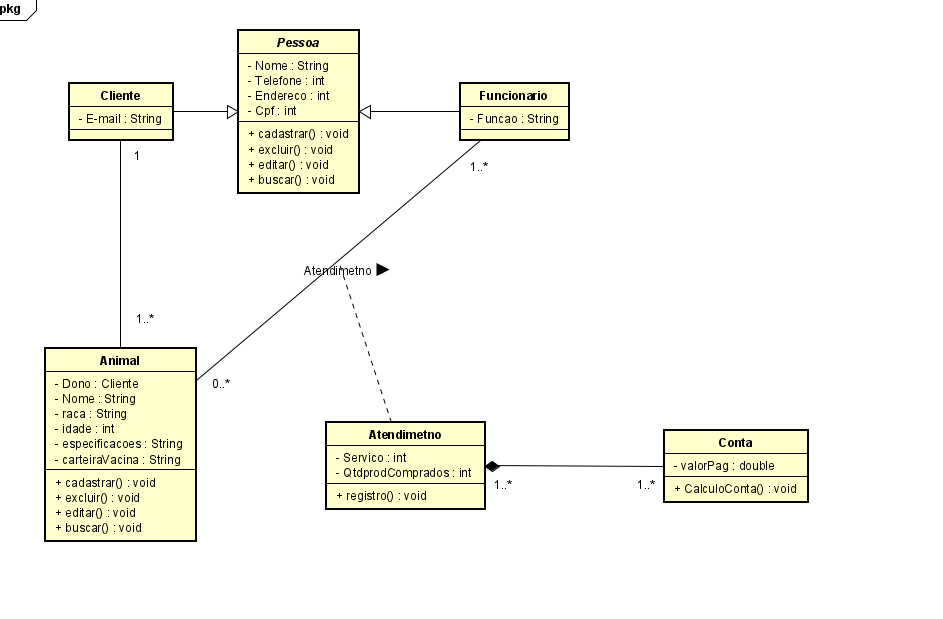 pkg
Pessoa
- Nome : String
- Telefone : int
- Endereco : int
- Cpf : int
+ cadastrar() : void
+ excluir() : void
+ editar() : void
+ buscar() : void
Cliente
- E-mail : String
Funcionario
- Funcao : String
1
1..*
1..*
0..*
Atendimetno
Animal
- Dono : Cliente
- Nome : String
- raca : String
- idade : int
- especificacoes : String
- carteiraVacina : String
+ cadastrar() : void
+ excluir() : void
+ editar() : void
+ buscar() : void
Atendimetno
- Servico : int
- QtdprodComprados : int
+ registro() : void
1..*
1..*
Conta
- valorPag : double
+ CalculoConta() : void